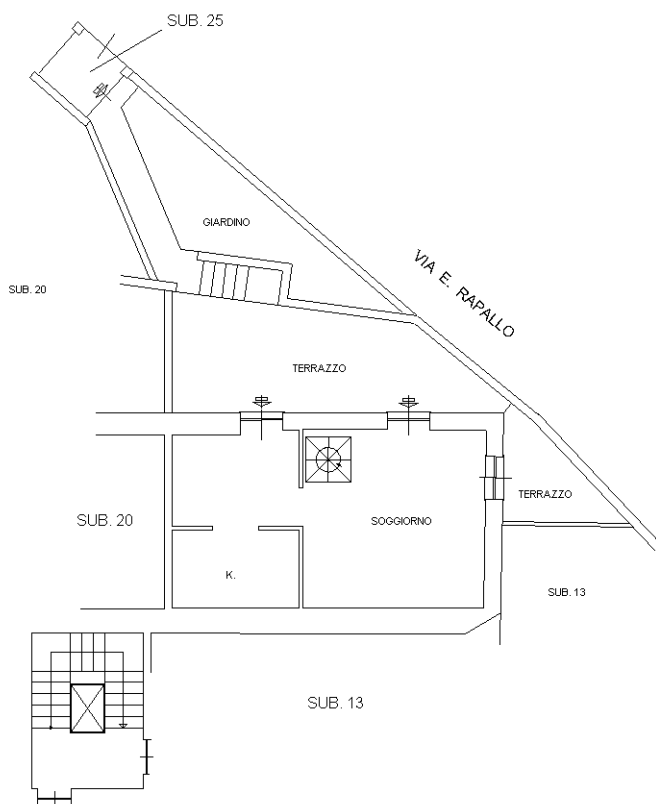 SUB. 25
GIARDINO
VIA E. RAPALLO
SUB. 20
TERRAZZO
TERRAZZO
SUB. 20
SOGGIORNO
K.
SUB. 13
SUB. 13